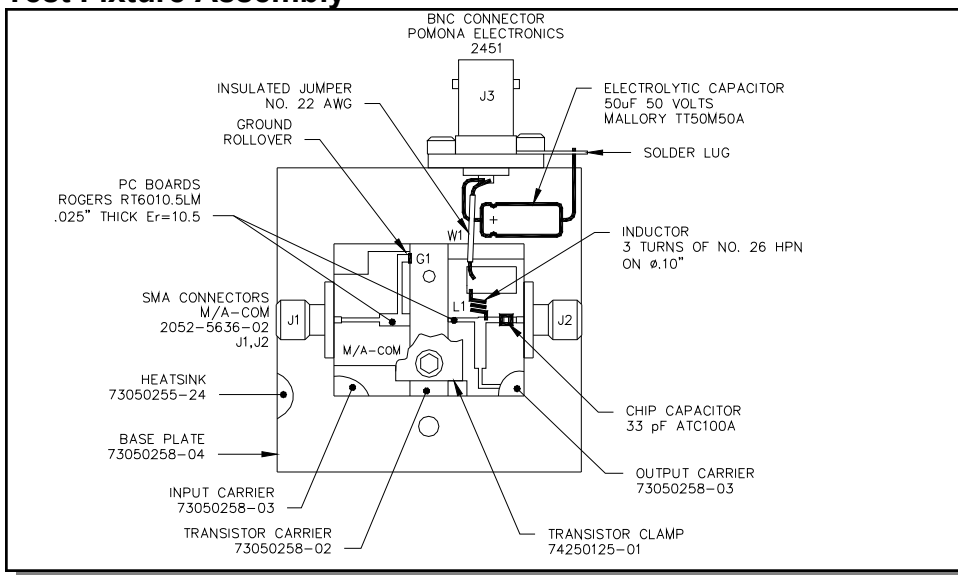 Test Fixture Assembly
BNC CONNECTOR
POMONA ELECTRONICS
2451
J3
INSULATED JUMPER
NO. 22 AWG
ELECTROLYTIC CAPACITOR
50uF 50 VOLTS
MALLORY TT50M50A
GROUND
ROLLOVER
SOLDER LUG
PC BOARDS
ROGERS RT6010.5LM
.025" THICK Er=10.5
+
W1
INDUCTOR
3 TURNS OF NO. 26 HPN
ON ø.10"
G1
SMA CONNECTORS
M/A-COM
2052-5636-02
J1,J2
L1
J1
J2
M/A-COM
HEATSINK
73050255-24
CHIP CAPACITOR
33 pF ATC100A
BASE PLATE
73050258-04
OUTPUT CARRIER
73050258-03
INPUT CARRIER
73050258-03
TRANSISTOR CARRIER
73050258-02
TRANSISTOR CLAMP
74250125-01